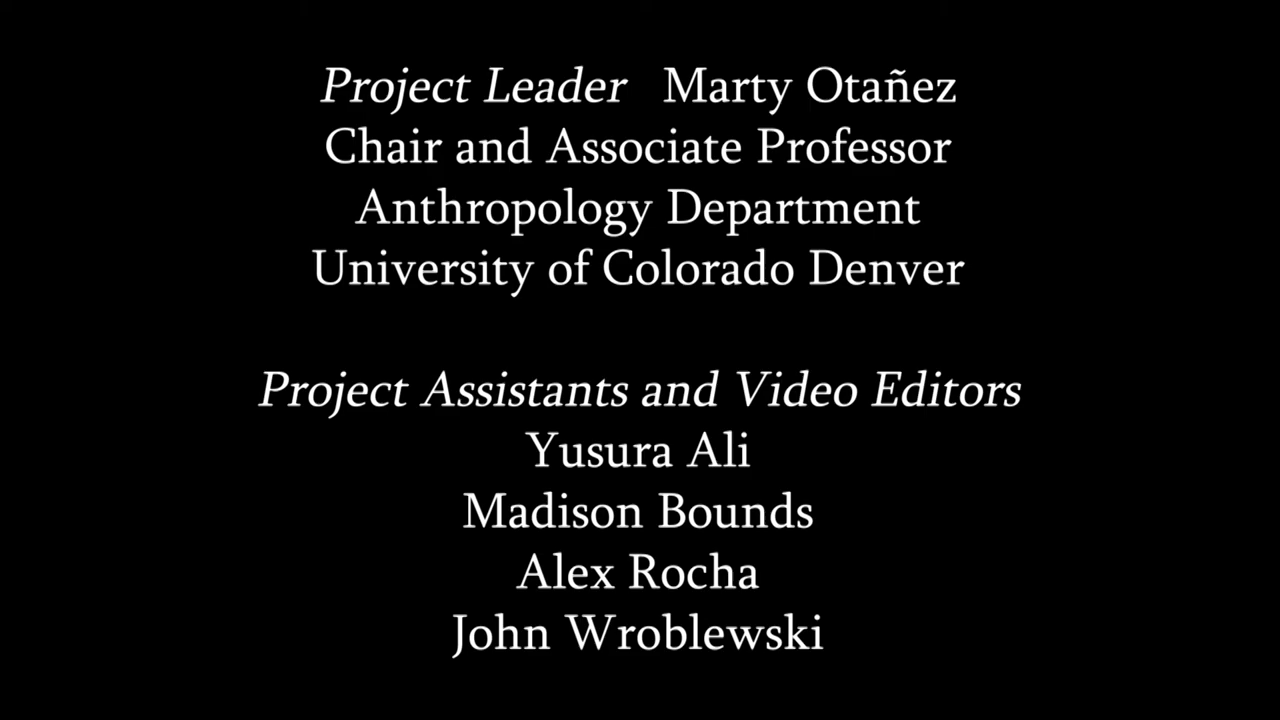 Project Leader   Marty Otañez
Chair and Associate Professor
Anthropology Department
University of Colorado Denver
Project Assistants and Video Editors
Yusura Ali
Madison Bounds
Alex Rocha
John Wroblewski